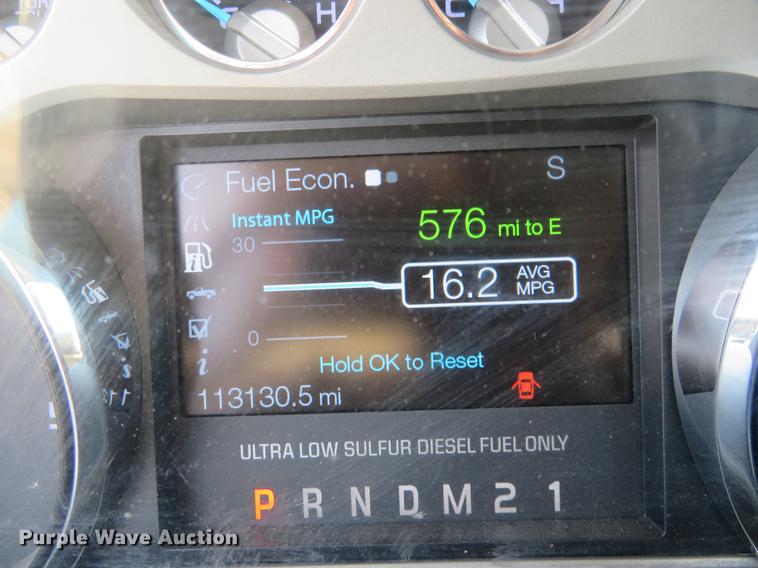 H
C
Fuel Econ.
S
Instant MPG
30
576 mi to E
16.2 AVG MPG
0
Hold OK to Reset
i
113130.5 mi
ULTRA LOW SULFUR DIESEL FUEL ONLY
P R N D M 2 1
Purple Wave Auction